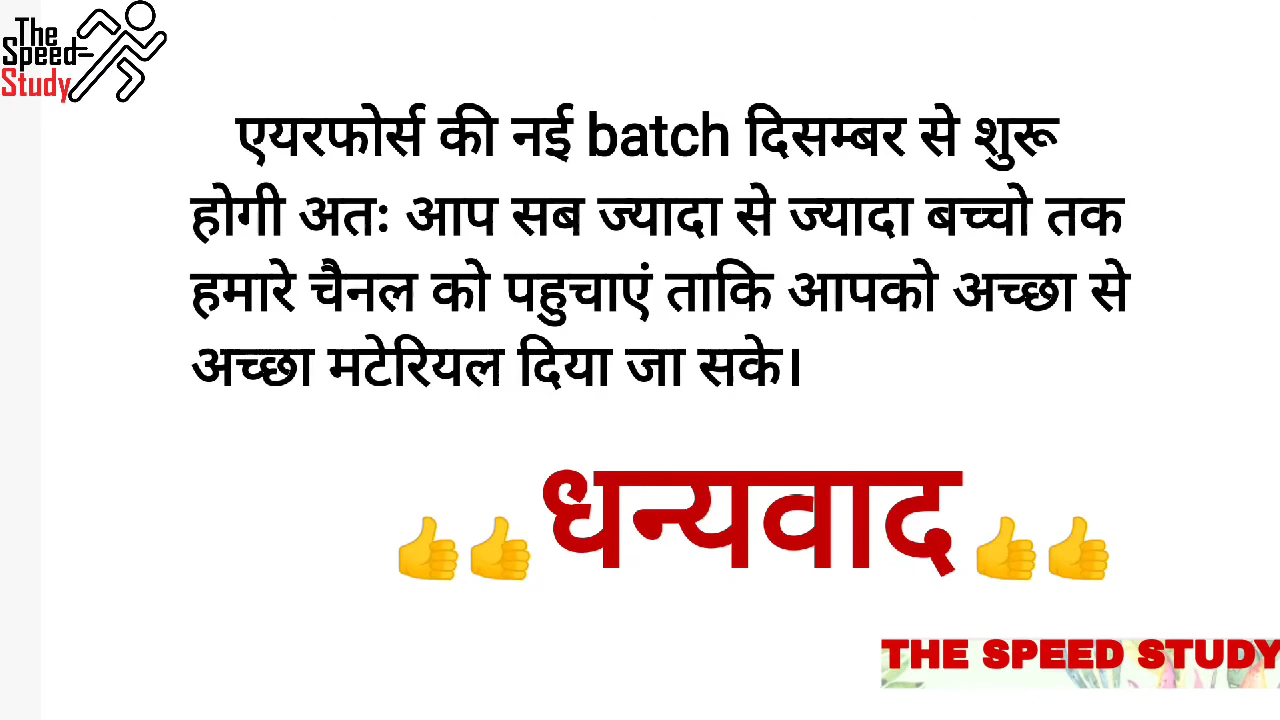 The
Speed
Study
एयरफोर्स की नई batch दिसम्बर से शुरू
होगी अतः आप सब ज्यादा से ज्यादा बच्चो तक
हमारे चैनल को पहुचाएं ताकि आपको अच्छा से
अच्छा मटेरियल दिया जा सके।
👍👍धन्यवाद👍👍
THE SPEED STUDY